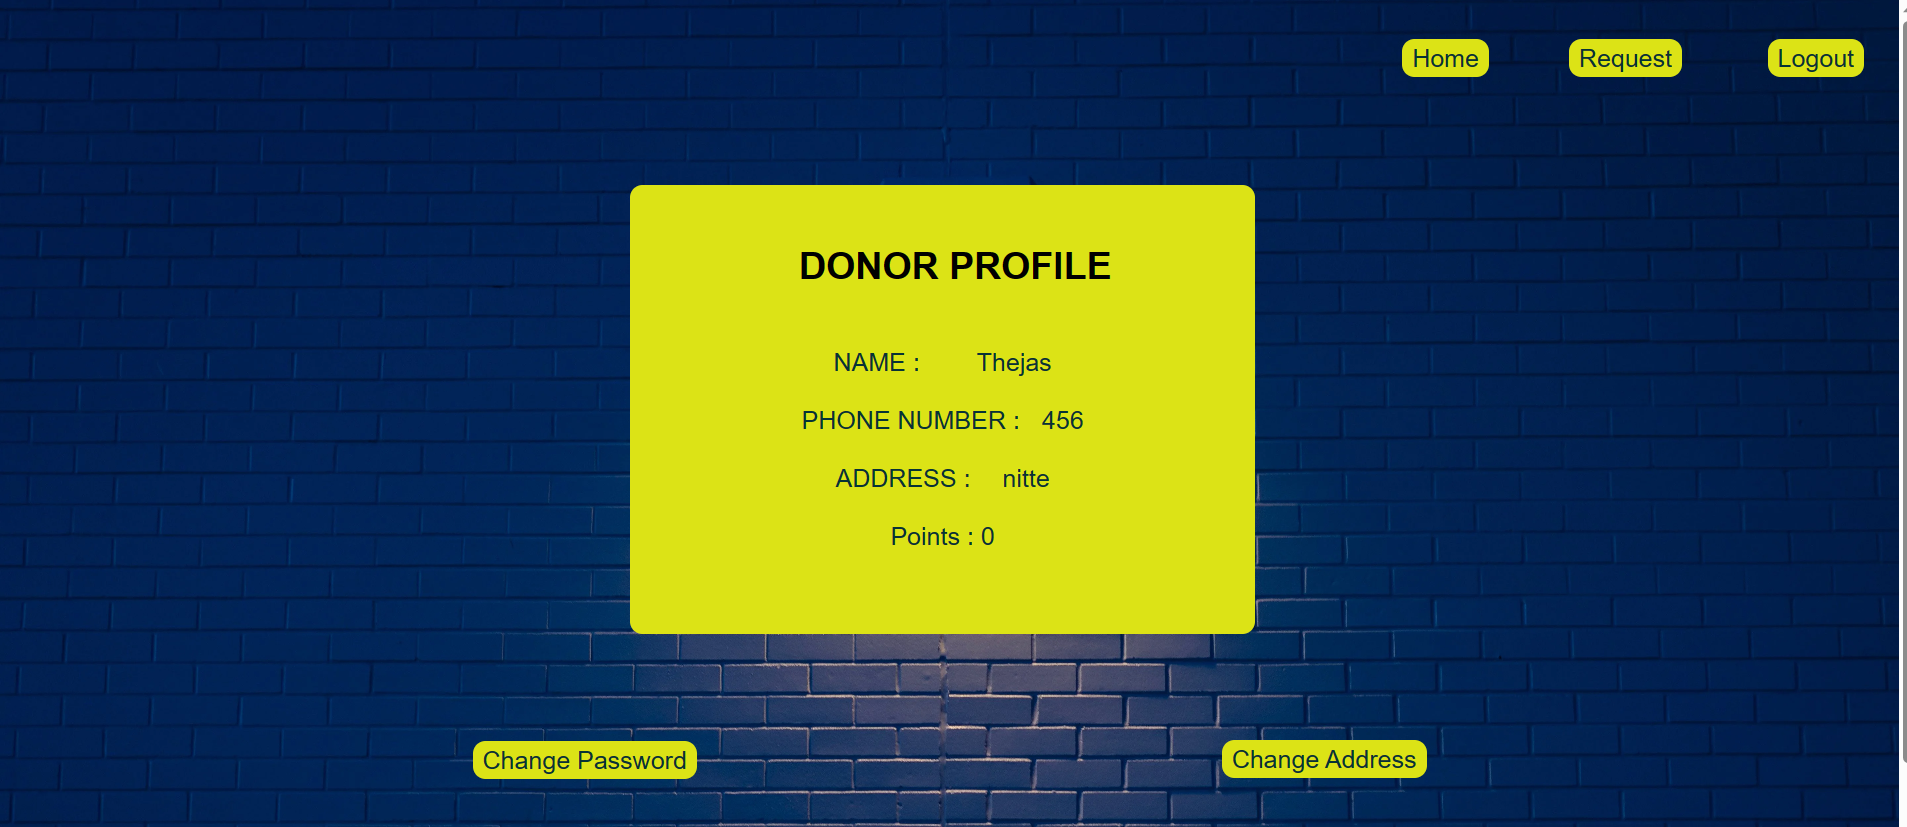 Home Request Logout
DONOR PROFILE
NAME : Thejas
PHONE NUMBER : 456
ADDRESS : nitte
Points : 0
Change Password Change Address